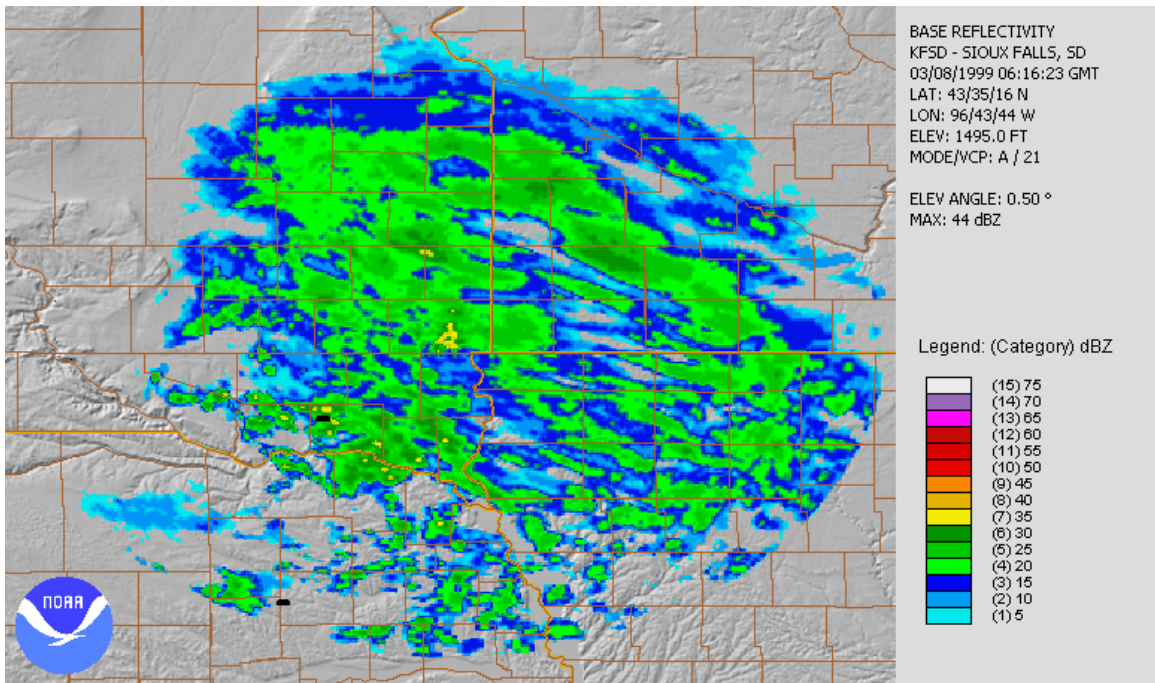 BASE REFLECTIVITY
KFSD - SIOUX FALLS, SD
03/08/1999 06:16:23 GMT
LAT: 43/35/16 N
LON: 96/43/44 W
ELEV: 1495.0 FT
MODE/VCP: A / 21
ELEV ANGLE: 0.50 °
MAX: 44 dBZ
Legend: (Category) dBZ
(15) 75
(14) 70
(13) 65
(12) 60
(11) 55
(10) 50
(9) 45
(8) 40
(7) 35
(6) 30
(5) 25
(4) 20
(3) 15
(2) 10
(1) 5
NOAA